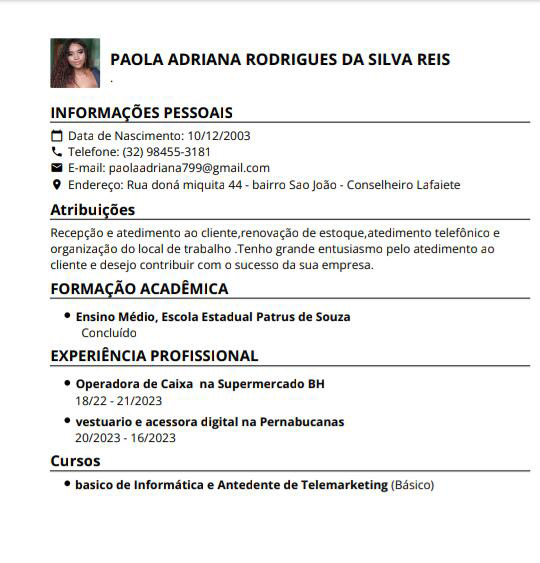 PAOLA ADRIANA RODRIGUES DA SILVA REIS
.
INFORMAÇÕES PESSOAIS
Data de Nascimento: 10/12/2003
Telefone: (32) 98455-3181
E-mail: paolaadriana799@gmail.com
Endereço: Rua doná miquita 44 - bairro Sao João - Conselheiro Lafaiete
Atribuições
Recepção e atedimento ao cliente,renovação de estoque,atedimento telefônico e
organização do local de trabalho .Tenho grande entusiasmo pelo atedimento ao
cliente e desejo contribuir com o sucesso da sua empresa.
FORMAÇÃO ACADÊMICA
• Ensino Médio, Escola Estadual Patrus de Souza
Concluído
EXPERIÊNCIA PROFISSIONAL
• Operadora de Caixa na Supermercado BH
18/22 - 21/2023
• vestuario e acessora digital na Pernabucanas
20/2023 - 16/2023
Cursos
• basico de Informática e Antedente de Telemarketing (Básico)